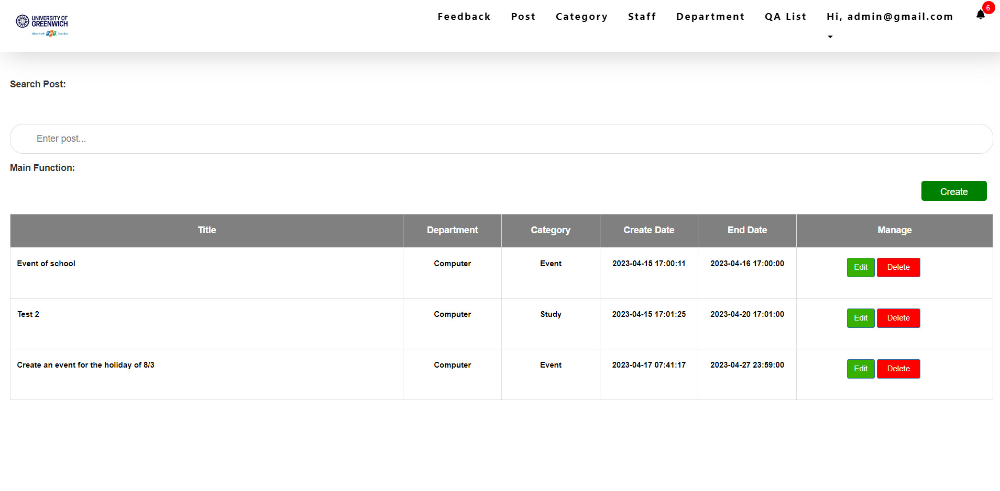 UNIVERSITY OF
GREENWICH
Alliance with FPT Education
Feedback Post Category Staff Department QA List Hi, admin@gmail.com 6
Search Post:
Enter post...
Main Function:
Create
Title Department Category Create Date End Date Manage
Event of school Computer Event 2023-04-15 17:00:11 2023-04-16 17:00:00 Edit Delete
Test 2 Computer Study 2023-04-15 17:01:25 2023-04-20 17:01:00 Edit Delete
Create an event for the holiday of 8/3 Computer Event 2023-04-17 07:41:17 2023-04-27 23:59:00 Edit Delete